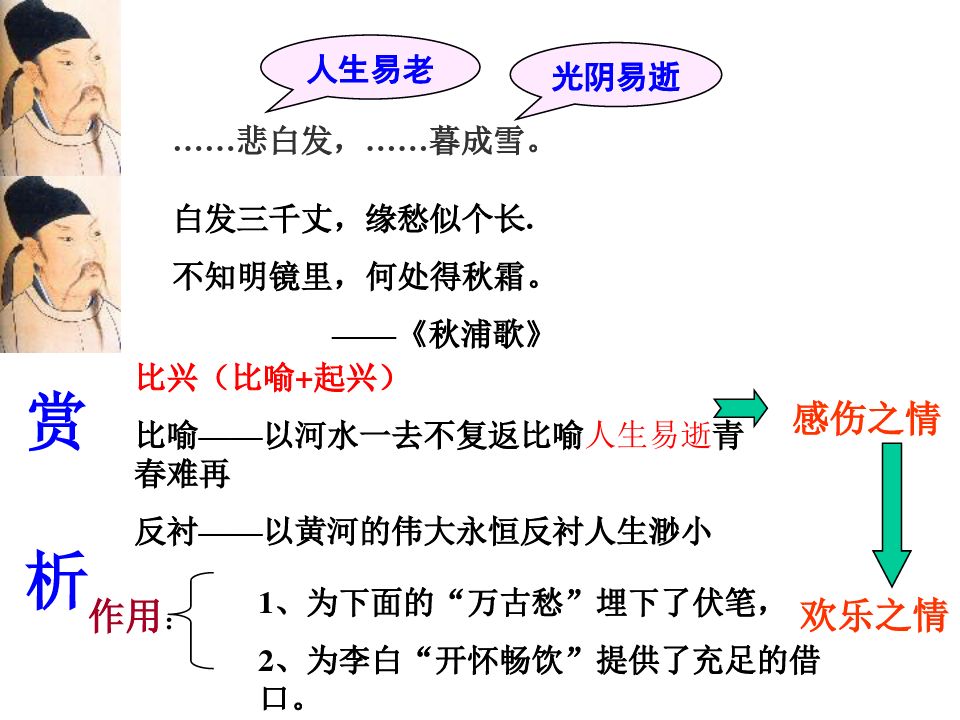 人生易老
光阴易逝
……悲白发，……暮成雪。
白发三千丈，缘愁似个长.
不知明镜里，何处得秋霜。
——《秋浦歌》
比兴（比喻+起兴）
比喻——以河水一去不复返比喻人生易逝青
春难再
反衬——以黄河的伟大永恒反衬人生渺小
赏
析
感伤之情
欢乐之情
作用：
1、为下面的“万古愁”埋下了伏笔，
2、为李白“开怀畅饮”提供了充足的借
口。